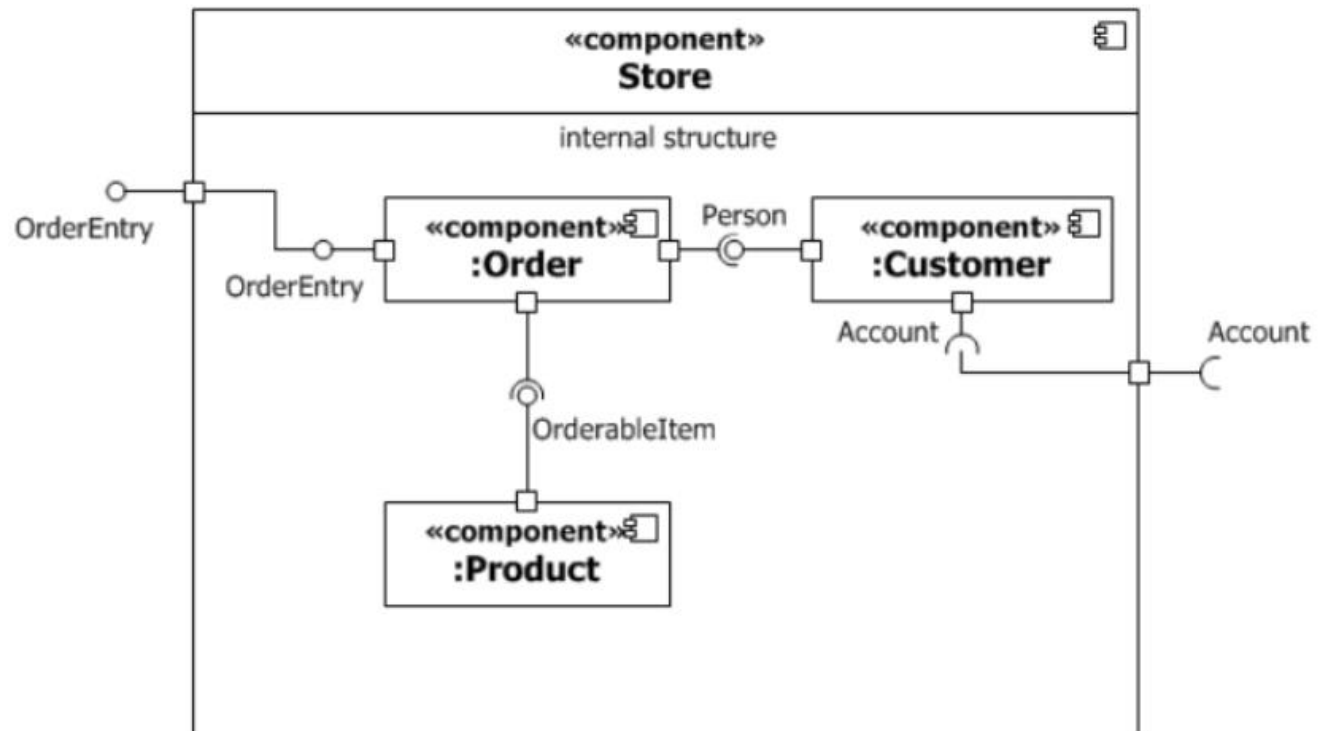 «component»
Store
internal structure
OrderEntry
OrderEntry
«component»
:Order
Person
«component»
:Customer
Account
Account
OrderableItem
«component»
:Product